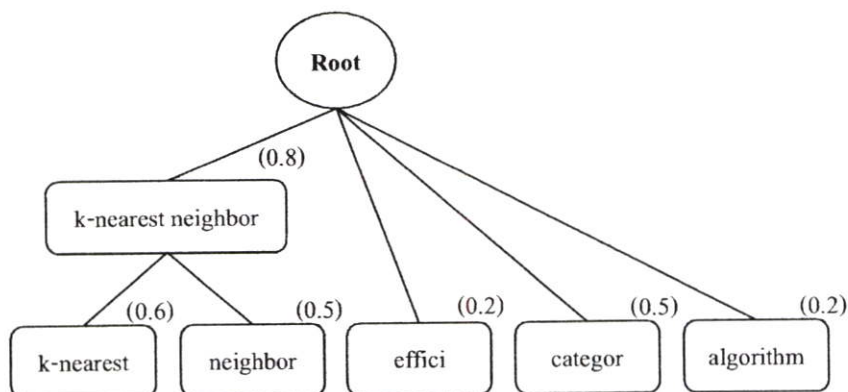 Root
(0.8)
k-nearest neighbor
(0.6) (0.5) (0.2) (0.5) (0.2)
k-nearest neighbor effici categor algorithm